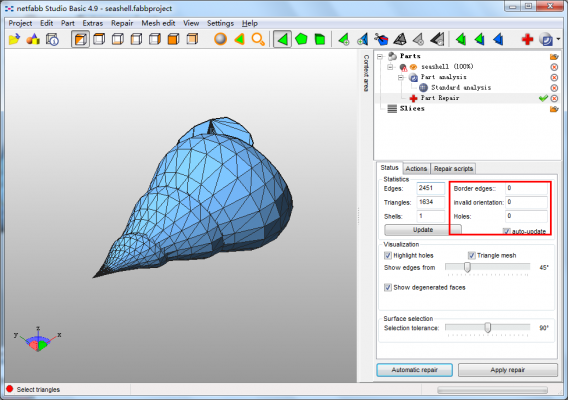 netfabb Studio Basic 4.9 - seashell.fabbproject
Project Edit Part Extras Repair Mesh edit View Settings Help
Context area
Parts
seashell (100%)
Part analysis
Standard analysis
Part Repair
Slices
Status Actions Repair scripts
Statistics
Edges: 2451 Border edges: 0
Triangles: 1634 Invalid orientation: 0
Shells: 1 Holes: 0
Update auto-update
Visualization
Highlight holes Triangle mesh
Show edges from 45°
Show degenerated faces
Surface selection
Selection tolerance: 90°
Automatic repair Apply repair
z
y x
Select triangles